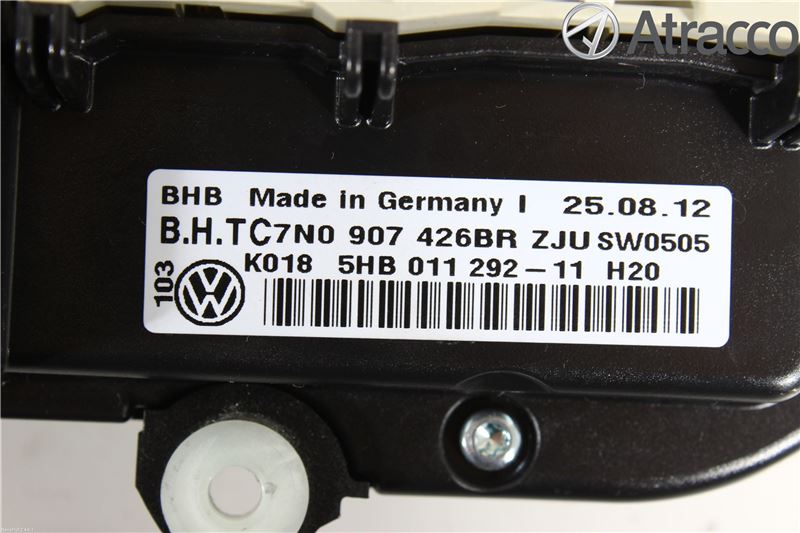 Atracco
BHB Made in Germany I 25.08.12
B.H.TC7N0 907 426BR ZJU SW0505
K018 5HB 011 292-11 H20
103